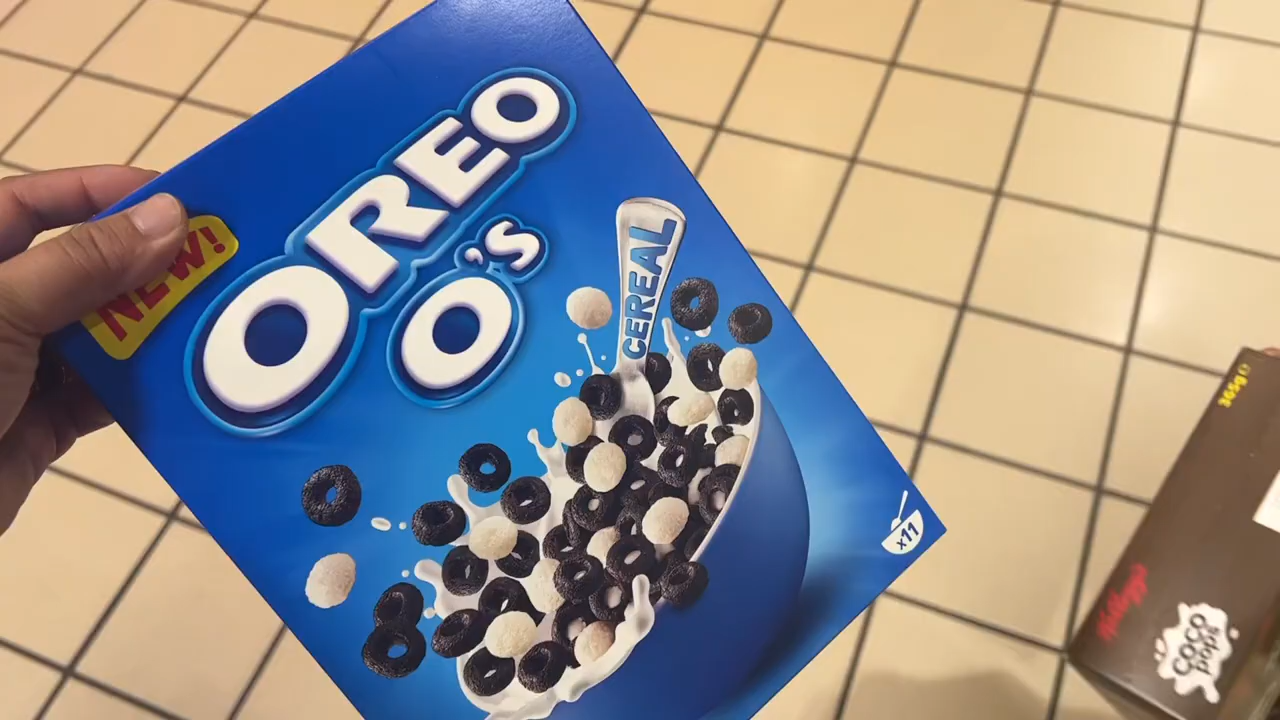 NEW!
OREO
O'S
CEREAL
x11
365g e
Kellogg's
COCO
pops